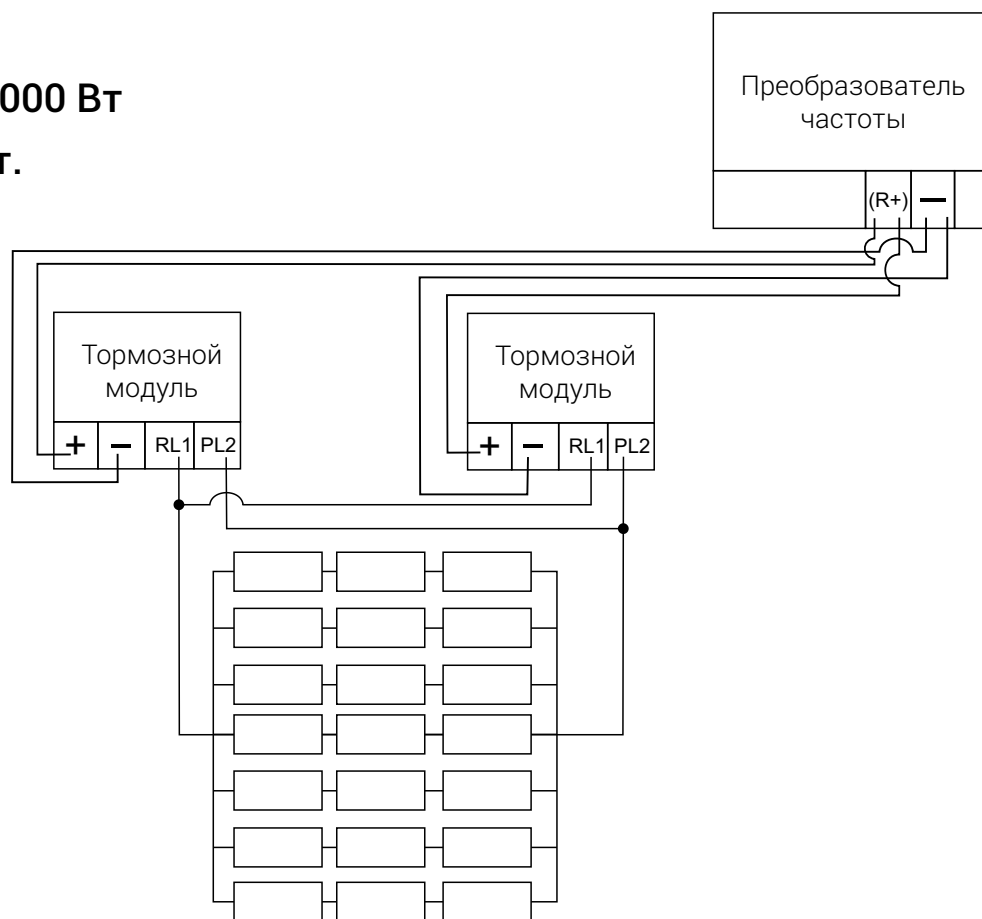 000 Вт
т.
Преобразователь
частоты
(R+) —
Тормозной
модуль
+ — RL1 PL2
Тормозной
модуль
+ — RL1 PL2